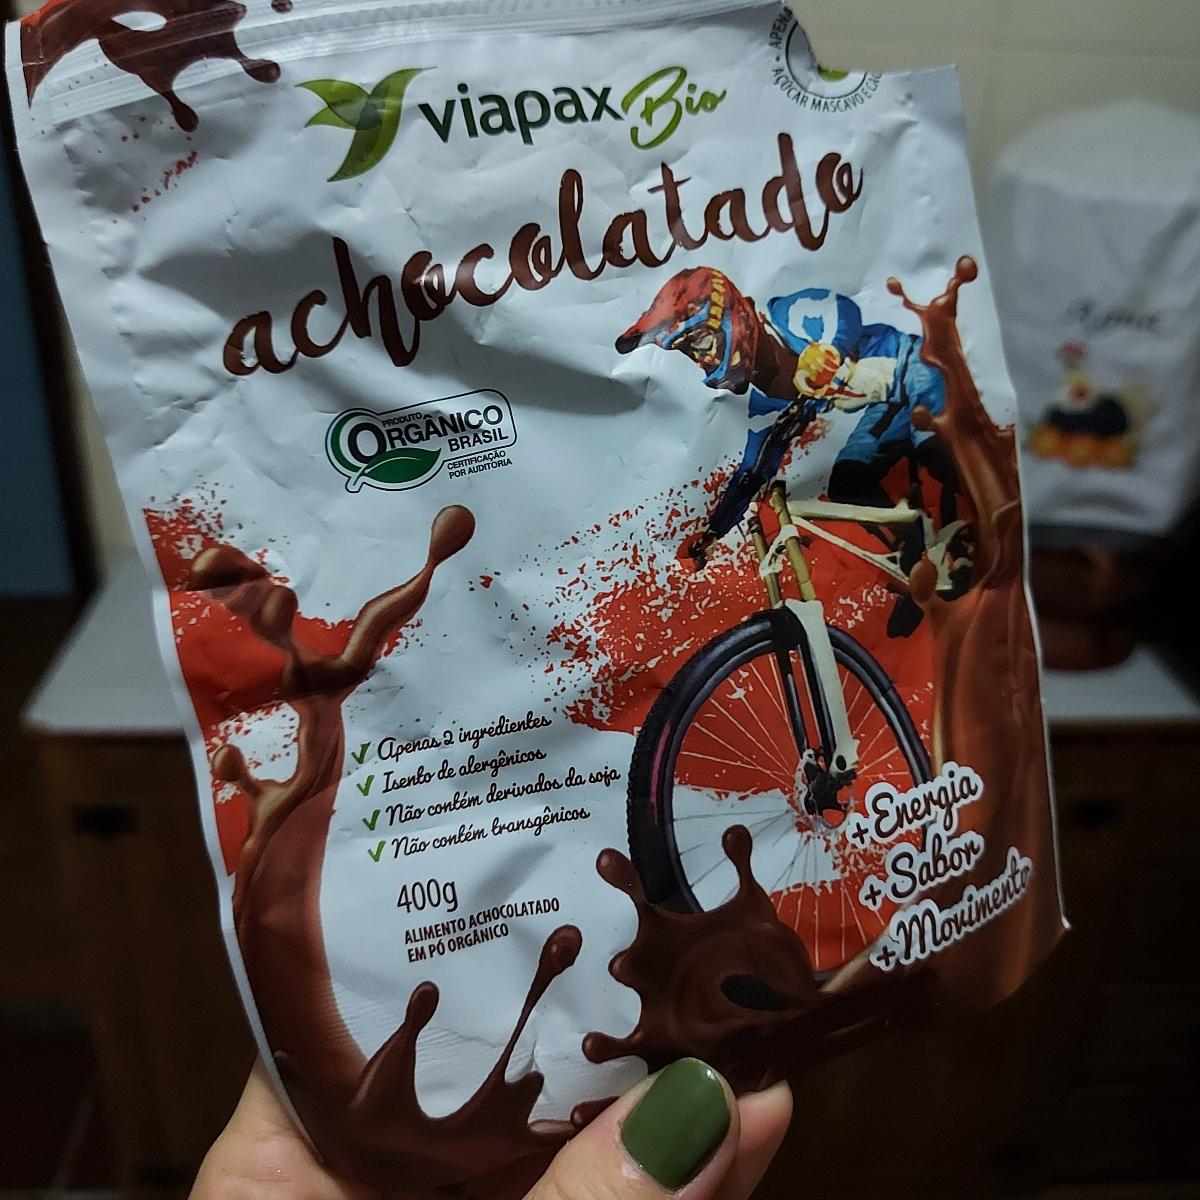 viapax Bio
AÇÚCAR MASCAVO E
achocolatado
PRODUTO
ORGÂNICO
BRASIL
CERTIFICAÇÃO
POR AUDITORIA
✓ Apenas 2 ingredientes
✓ Isento de alergênicos
✓ Não contém derivados da soja
✓ Não contém transgênicos
400g
ALIMENTO ACHOCOLATADO
EM PÓ ORGÂNICO
+Energia
+Sabor
+Movimento